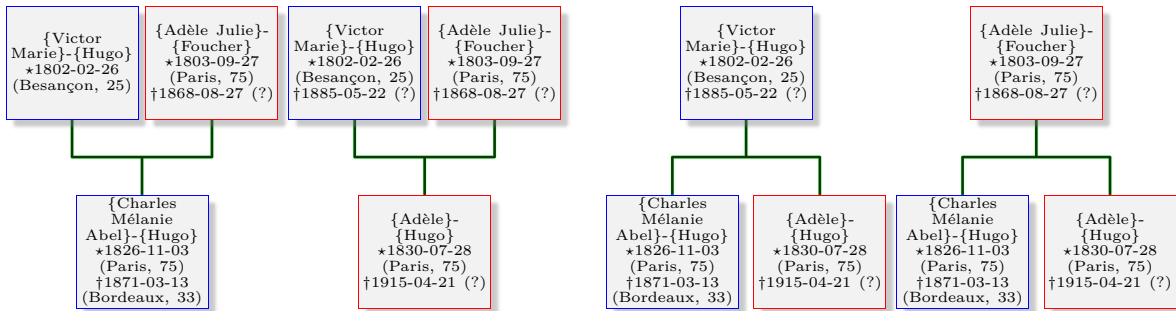 {Victor
Marie}-{Hugo}
⋆1802-02-26
(Besançon, 25)
{Adèle Julie}-
{Foucher}
⋆1803-09-27
(Paris, 75)
†1868-08-27 (?)
{Victor
Marie}-{Hugo}
⋆1802-02-26
(Besançon, 25)
†1885-05-22 (?)
{Adèle Julie}-
{Foucher}
⋆1803-09-27
(Paris, 75)
†1868-08-27 (?)
{Victor
Marie}-{Hugo}
⋆1802-02-26
(Besançon, 25)
†1885-05-22 (?)
{Adèle Julie}-
{Foucher}
⋆1803-09-27
(Paris, 75)
†1868-08-27 (?)
{Charles
Mélanie
Abel}-{Hugo}
⋆1826-11-03
(Paris, 75)
†1871-03-13
(Bordeaux, 33)
{Adèle}-
{Hugo}
⋆1830-07-28
(Paris, 75)
†1915-04-21 (?)
{Charles
Mélanie
Abel}-{Hugo}
⋆1826-11-03
(Paris, 75)
†1871-03-13
(Bordeaux, 33)
{Adèle}-
{Hugo}
⋆1830-07-28
(Paris, 75)
†1915-04-21 (?)
{Charles
Mélanie
Abel}-{Hugo}
⋆1826-11-03
(Paris, 75)
†1871-03-13
(Bordeaux, 33)
{Adèle}-
{Hugo}
⋆1830-07-28
(Paris, 75)
†1915-04-21 (?)